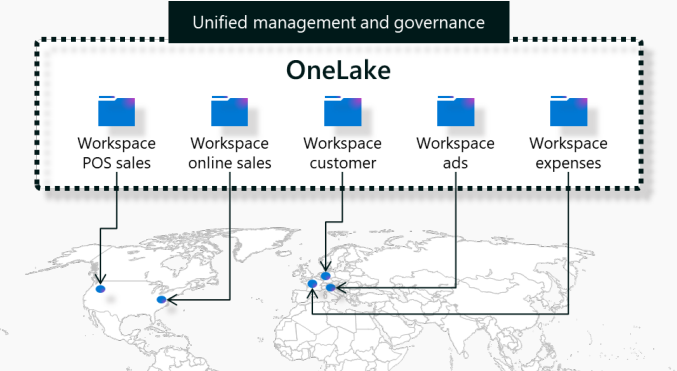 Unified management and governance
OneLake
Workspace
POS sales
Workspace
online sales
Workspace
customer
Workspace
ads
Workspace
expenses